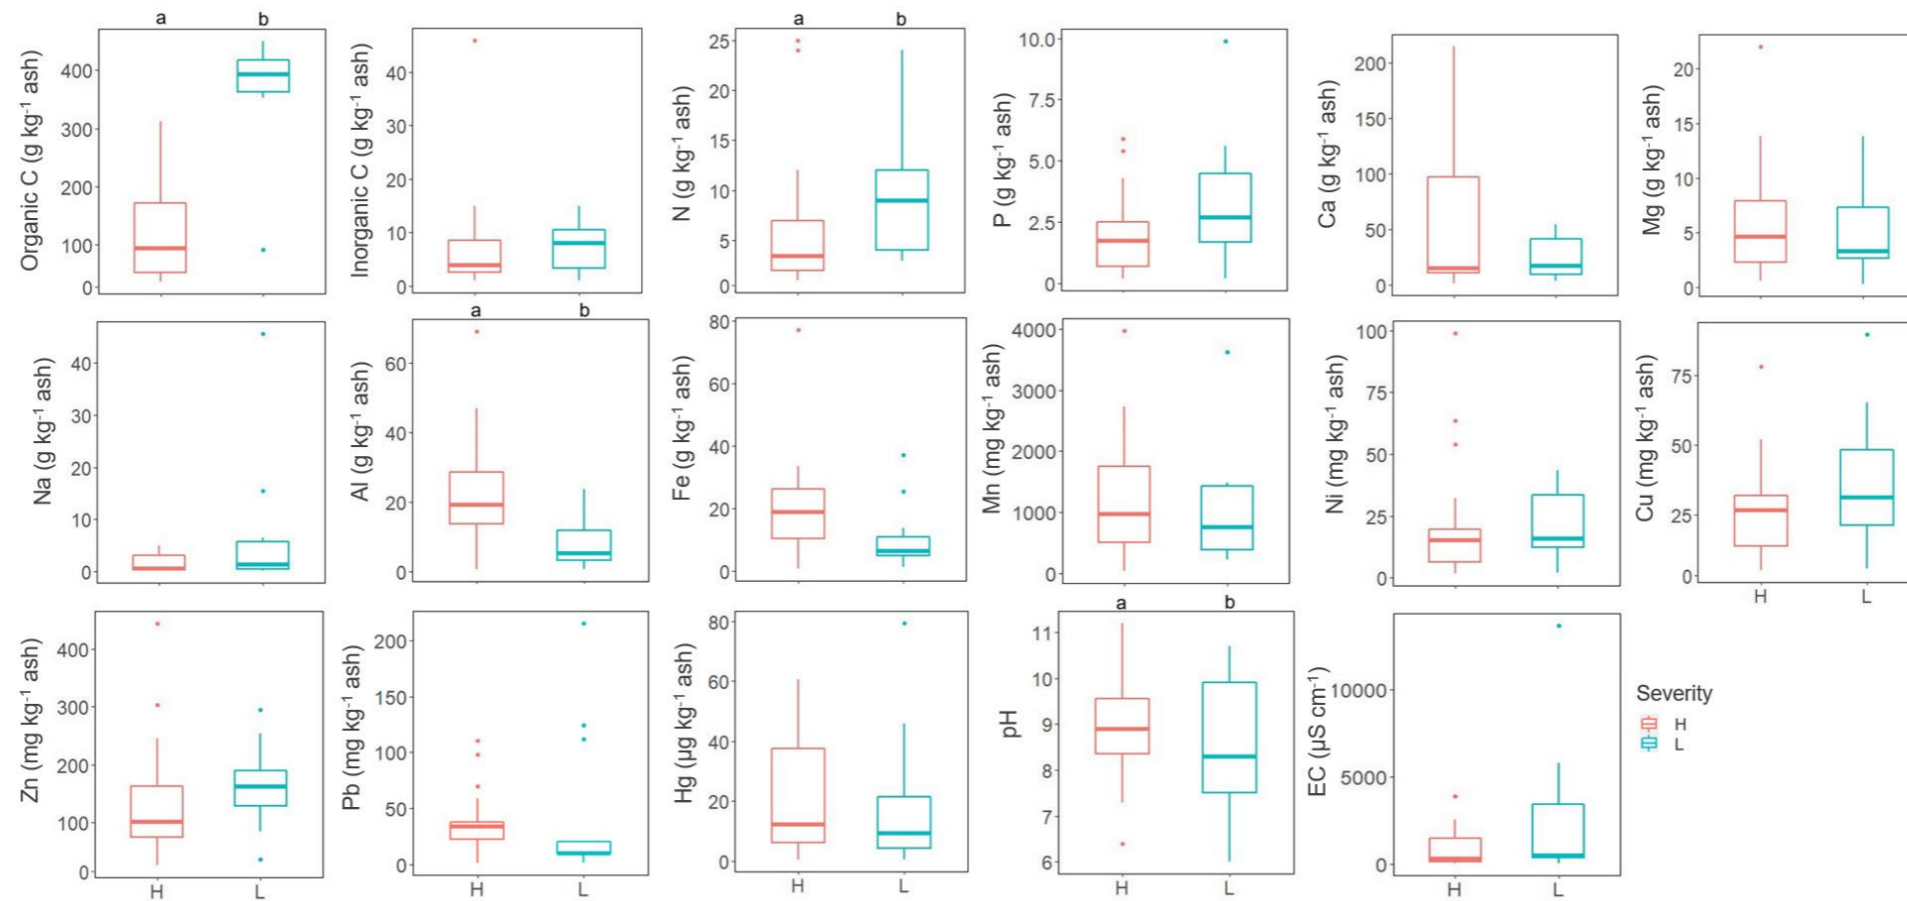 a b
Organic C (g kg-1 ash)
400
300
200
100
0
Inorganic C (g kg-1 ash)
40
30
20
10
0
a b
N (g kg-1 ash)
25
20
15
10
5
0
P (g kg-1 ash)
10.0
7.5
5.0
2.5
0
Ca (g kg-1 ash)
200
150
100
50
0
Mg (g kg-1 ash)
20
15
10
5
0
Na (g kg-1 ash)
40
30
20
10
0
a b
Al (g kg-1 ash)
60
40
20
0
Fe (g kg-1 ash)
80
60
40
20
0
Mn (mg kg-1 ash)
4000
3000
2000
1000
0
Ni (mg kg-1 ash)
100
75
50
25
0
Cu (mg kg-1 ash)
75
50
25
0
H L
Zn (mg kg-1 ash)
400
300
200
100
0
H L
Pb (mg kg-1 ash)
200
150
100
50
0
H L
Hg (µg kg-1 ash)
80
60
40
20
0
H L
a b
pH
11
10
9
8
7
6
H L
EC (µS cm-1)
10000
5000
0
H L
Severity
H
L